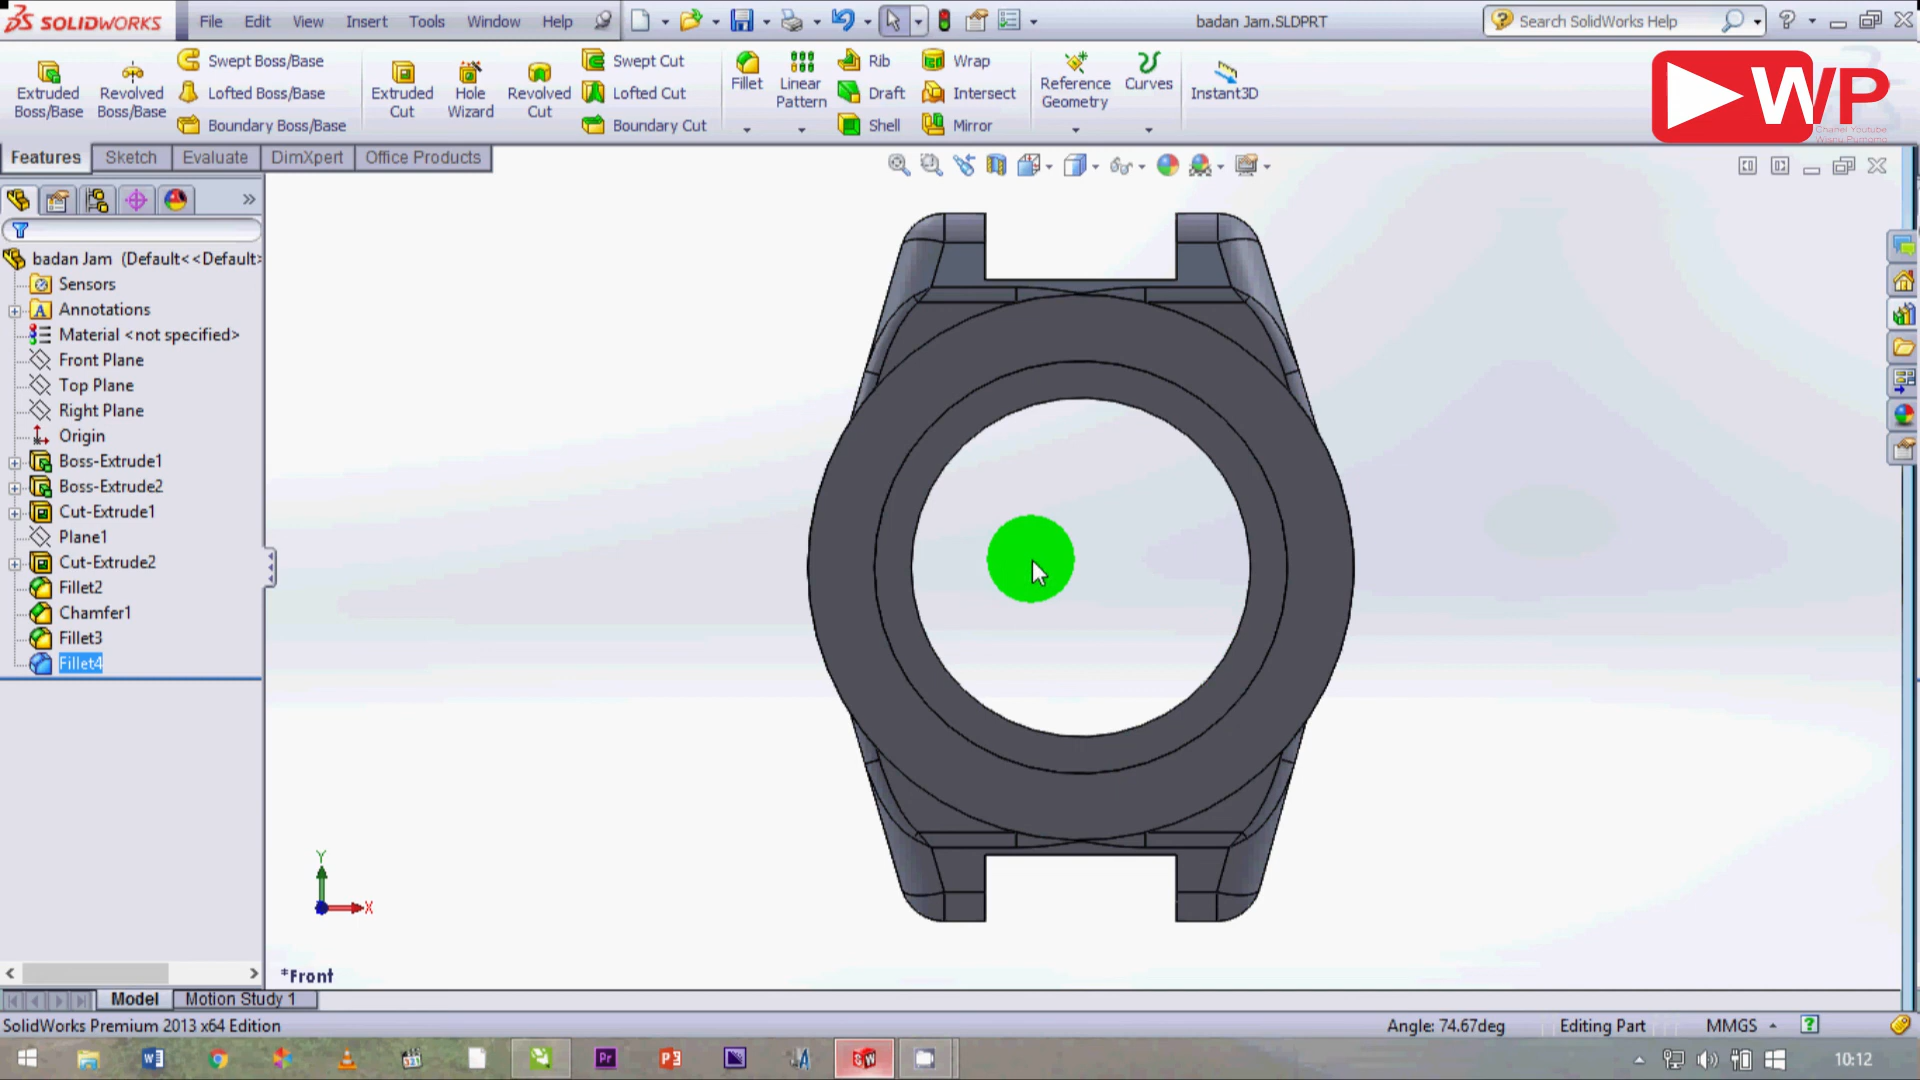 SOLIDWORKS
File Edit View Insert Tools Window Help
badan Jam.SLDPRT
Search SolidWorks Help
Extruded Boss/Base
Revolved Boss/Base
Swept Boss/Base
Lofted Boss/Base
Boundary Boss/Base
Extruded Cut
Hole Wizard
Revolved Cut
Swept Cut
Lofted Cut
Boundary Cut
Fillet
Linear Pattern
Rib
Draft
Shell
Wrap
Intersect
Mirror
Reference Geometry
Curves
Instant3D
WP
Chanel Youtube
Wisnu Purnomo
Features Sketch Evaluate DimXpert Office Products
badan Jam (Default<<Default>
Sensors
Annotations
Material <not specified>
Front Plane
Top Plane
Right Plane
Origin
Boss-Extrude1
Boss-Extrude2
Cut-Extrude1
Plane1
Cut-Extrude2
Fillet2
Chamfer1
Fillet3
Fillet4
Y
X
*Front
Model Motion Study 1
SolidWorks Premium 2013 x64 Edition
Angle: 74.67deg
Editing Part
MMGS
10:12